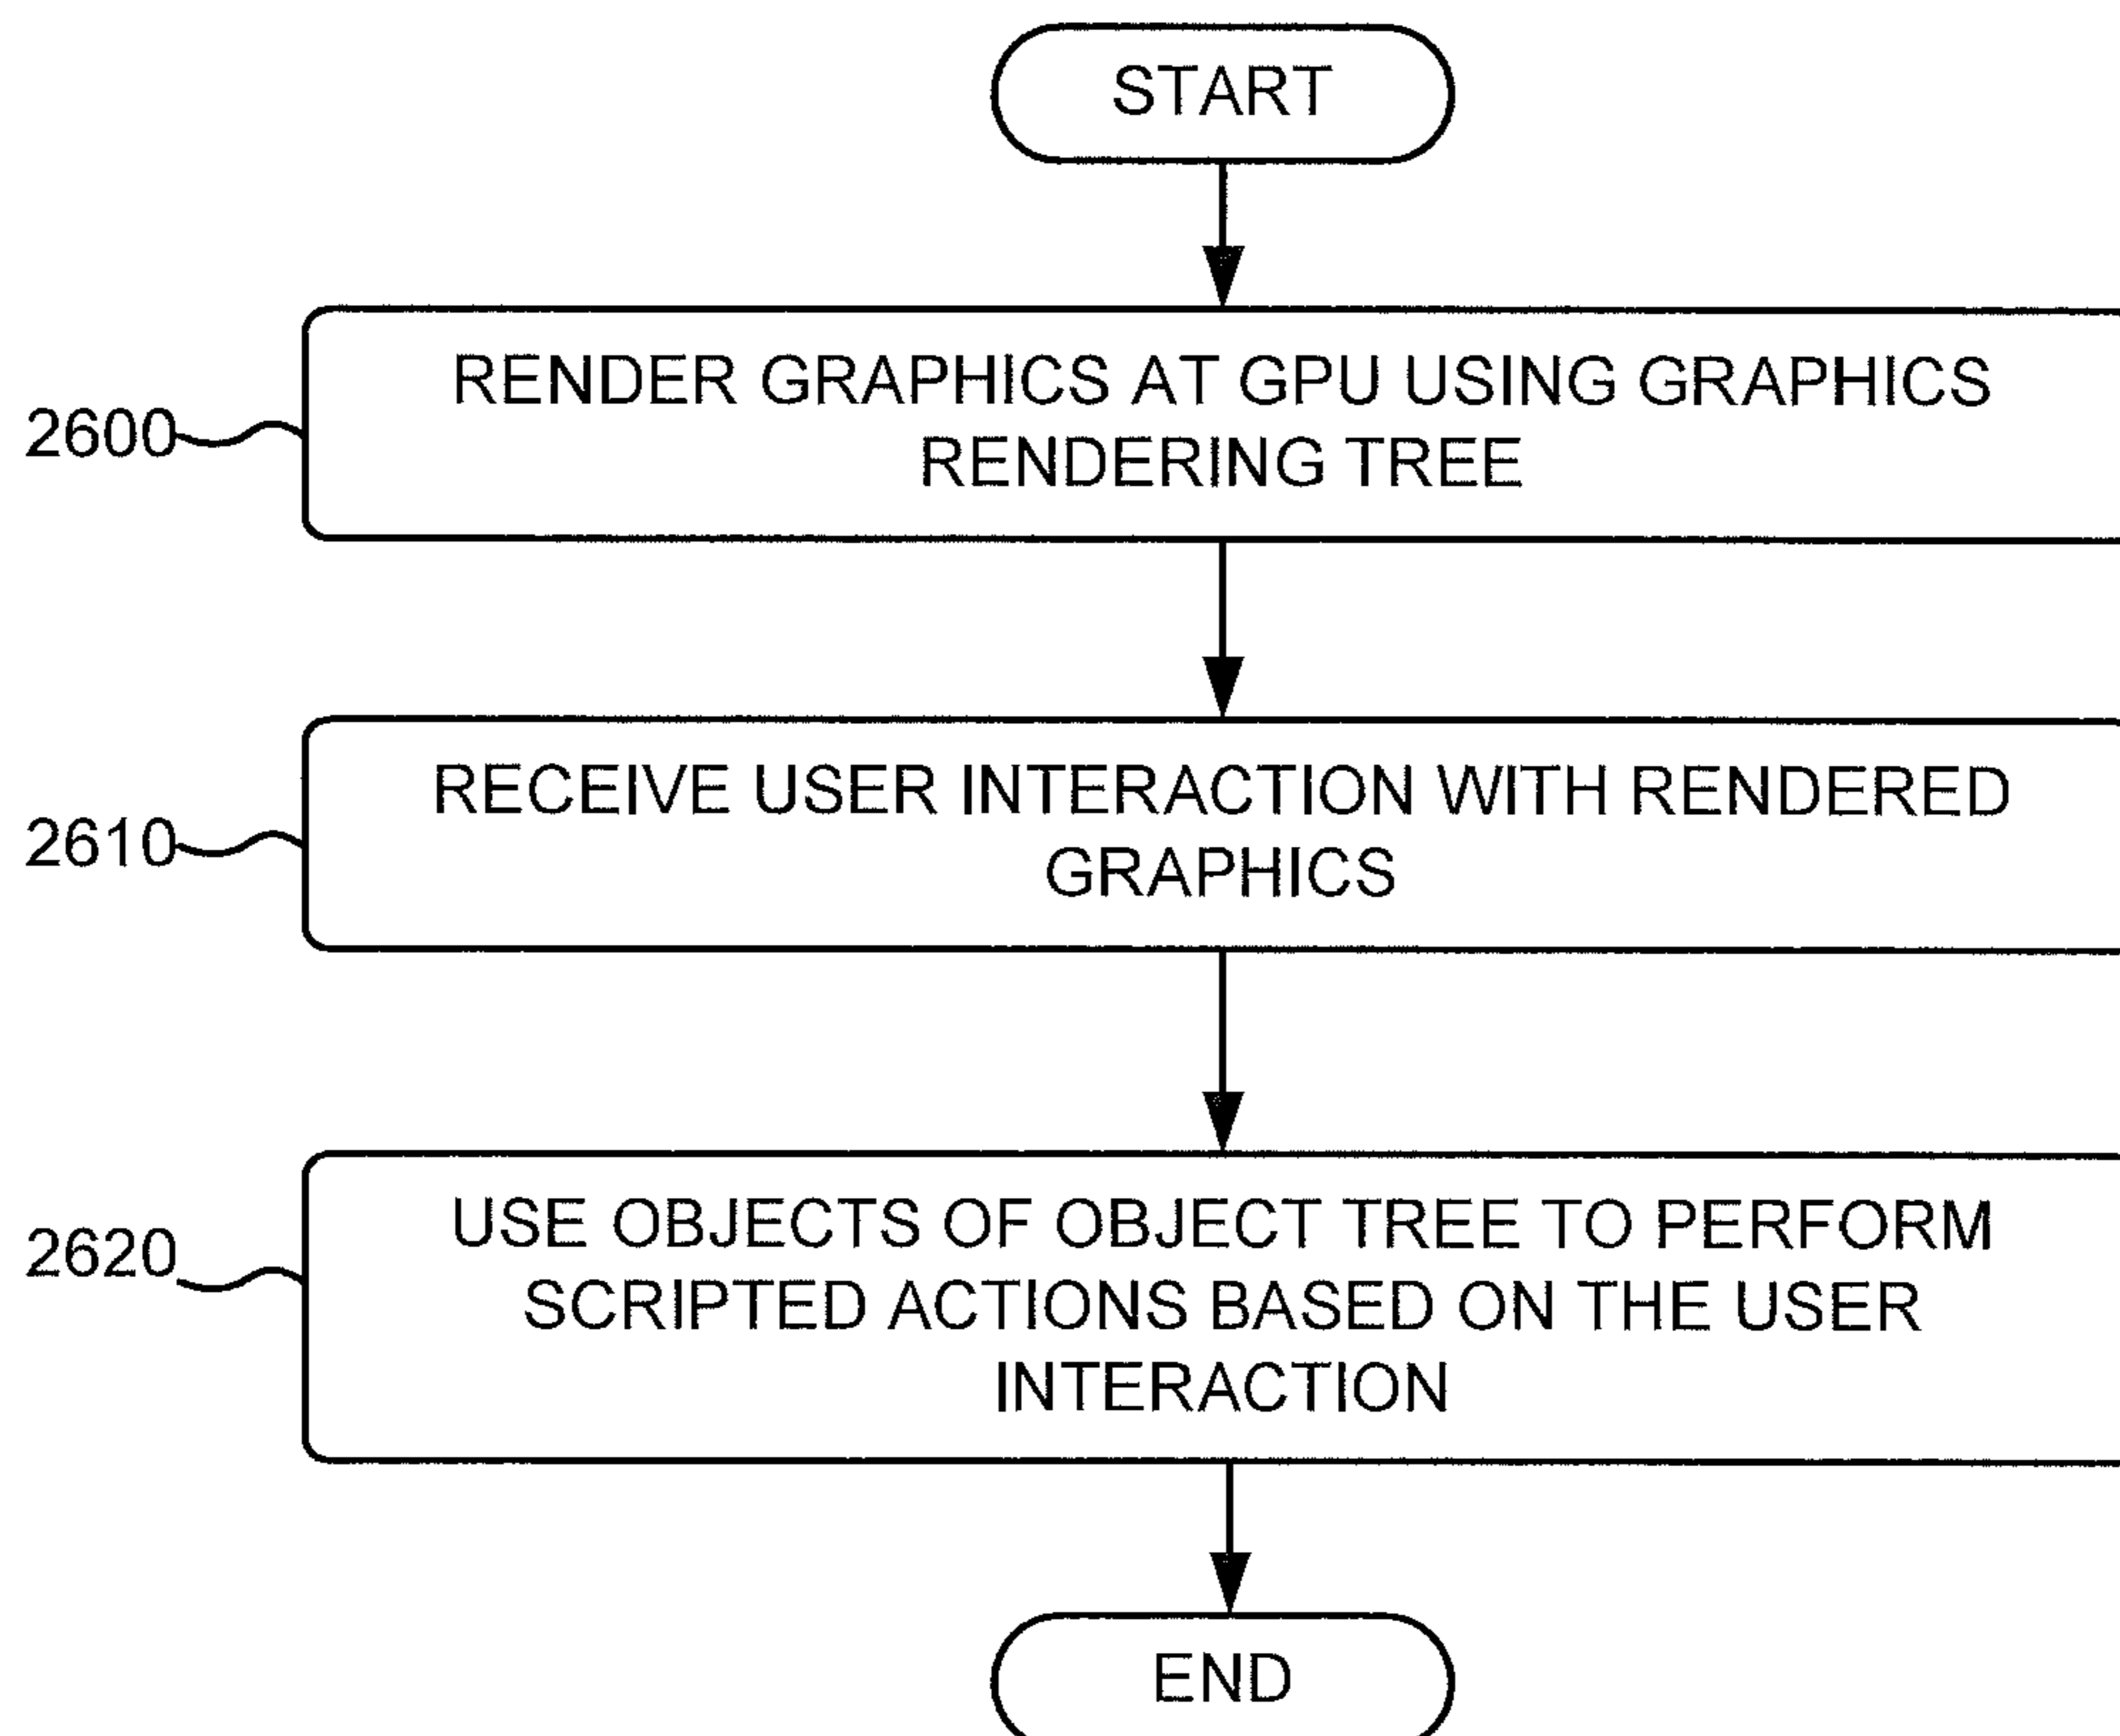 START
RENDER GRAPHICS AT GPU USING GRAPHICS
RENDERING TREE
2600
RECEIVE USER INTERACTION WITH RENDERED
GRAPHICS
2610
USE OBJECTS OF OBJECT TREE TO PERFORM
SCRIPTED ACTIONS BASED ON THE USER
INTERACTION
2620
END